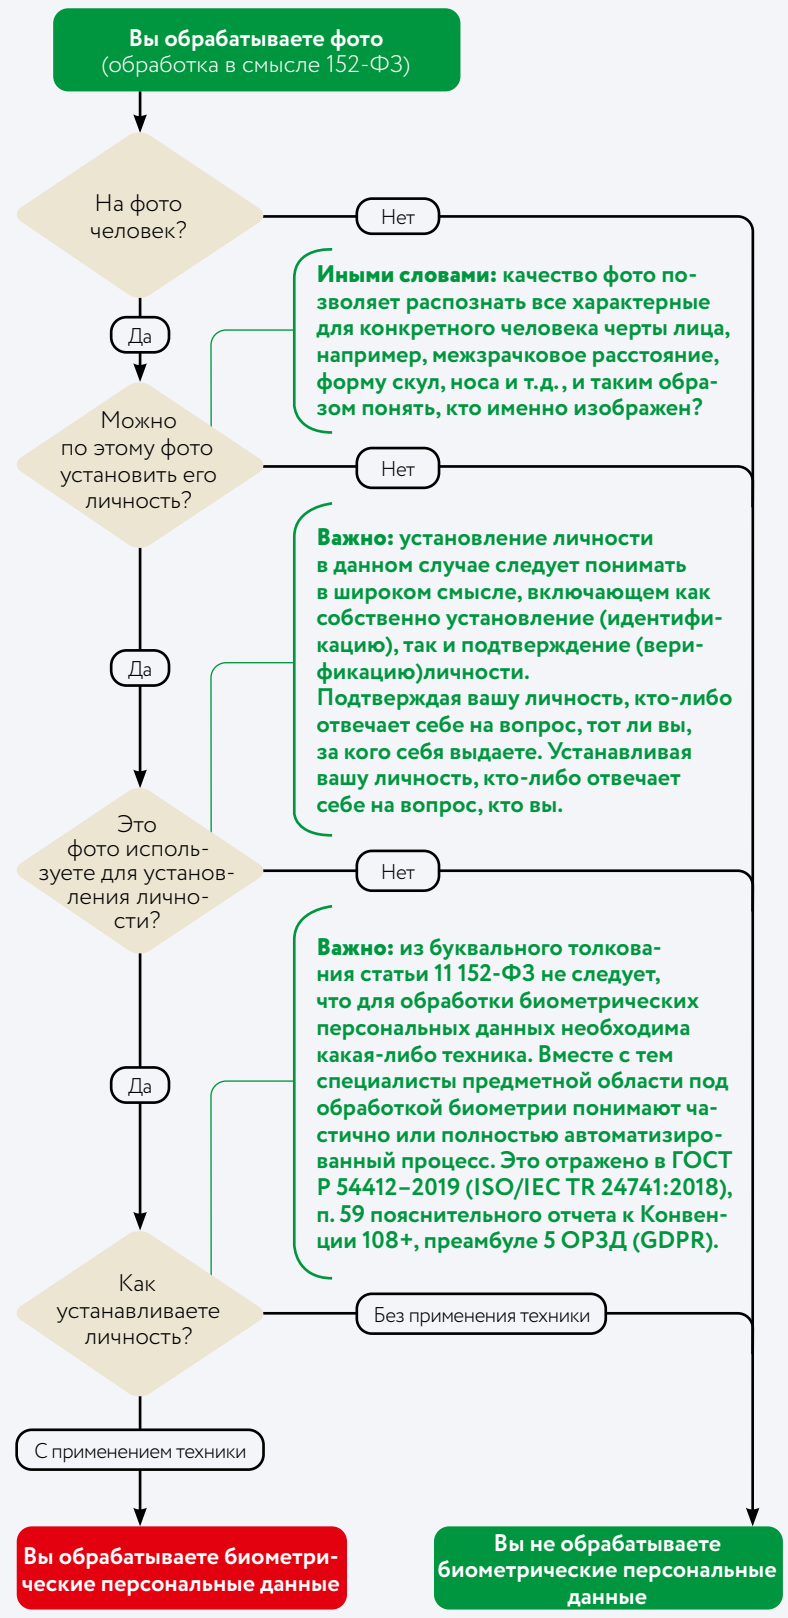 Вы обрабатываете фото
(обработка в смысле 152-ФЗ)
На фото
человек?
Нет
Да
Иными словами: качество фото по-
зволяет распознать все характерные
для конкретного человека черты лица,
например, межзрачковое расстояние,
форму скул, носа и т.д., и таким обра-
зом понять, кто именно изображен?
Можно
по этому фото
установить его
личность?
Нет
Да
Важно: установление личности
в данном случае следует понимать
в широком смысле, включающем как
собственно установление (идентифи-
кацию), так и подтверждение (вери-
фикацию)личности.
Подтверждая вашу личность, кто-либо
отвечает себе на вопрос, тот ли вы,
за кого себя выдаете. Устанавливая
вашу личность, кто-либо отвечает
себе на вопрос, кто вы.
Это
фото исполь-
зуете для установ-
ления лично-
сти?
Нет
Да
Важно: из буквального толкова-
ния статьи 11 152-ФЗ не следует,
что для обработки биометрических
персональных данных необходима
какая-либо техника. Вместе с тем
специалисты предметной области под
обработкой биометрии понимают ча-
стично или полностью автоматизиро-
ванный процесс. Это отражено в ГОСТ
Р 54412–2019 (ISO/IEC TR 24741:2018),
п. 59 пояснительного отчета к Конвен-
ции 108+, преамбуле 5 ОРЗД (GDPR).
Как
устанавливаете
личность?
Без применения техники
С применением техники
Вы обрабатываете биометри-
ческие персональные данные
Вы не обрабатываете
биометрические персональные
данные